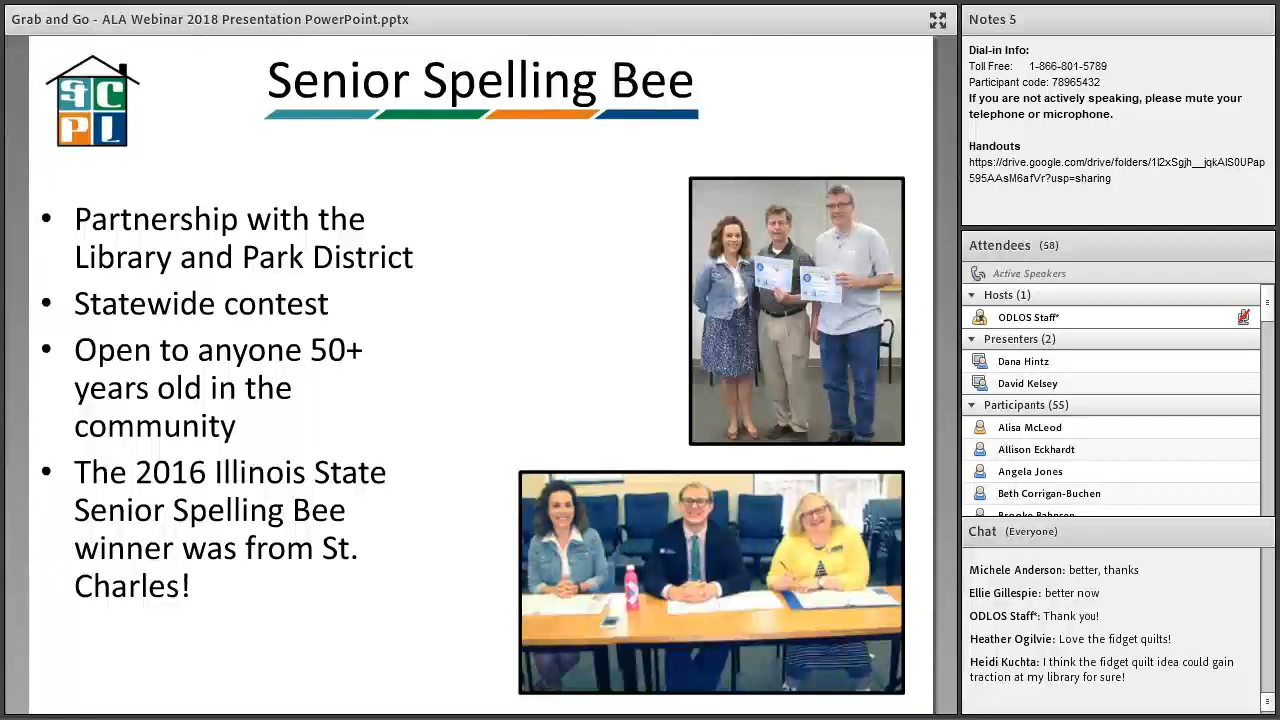 Grab and Go - ALA Webinar 2018 Presentation PowerPoint.pptx
SC
PL
Senior Spelling Bee
• Partnership with the
Library and Park District
• Statewide contest
• Open to anyone 50+
years old in the
community
• The 2016 Illinois State
Senior Spelling Bee
winner was from St.
Charles!
Notes 5
Dial-in Info:
Toll Free: 1-866-801-5789
Participant code: 78965432
If you are not actively speaking, please mute your
telephone or microphone.
Handouts
https://drive.google.com/drive/folders/1l2xSgjh__jqkAlS0UPap
595AAsM6afVr?usp=sharing
Attendees (58)
Active Speakers
Hosts (1)
ODLOS Staff*
Presenters (2)
Dana Hintz
David Kelsey
Participants (55)
Alisa McLeod
Allison Eckhardt
Angela Jones
Beth Corrigan-Buchen
Chat (Everyone)
Michele Anderson: better, thanks
Ellie Gillespie: better now
ODLOS Staff*: Thank you!
Heather Ogilvie: Love the fidget quilts!
Heidi Kuchta: I think the fidget quilt idea could gain
traction at my library for sure!